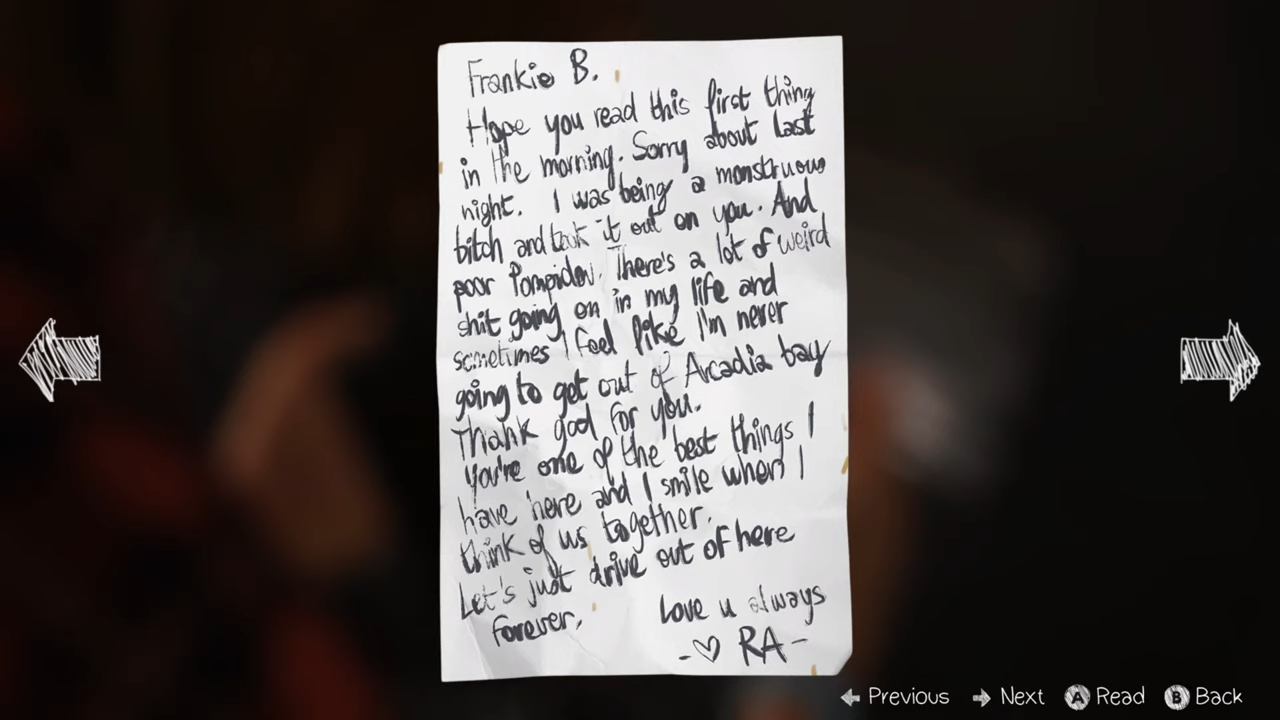 Frankie B.
Hope you read this first thing
in the morning. Sorry about last
night. I was being a monstruous
bitch and took it out on you. And
poor Pompidou. There's a lot of weird
shit going on in my life and
sometimes I feel like I'm never
going to get out of Arcadia bay
Thank god for you.
You're one of the best things I
have here and I smile when I
think of us together.
Let's just drive out of here
forever.
Love u always
-♡ RA-
Previous Next A Read B Back